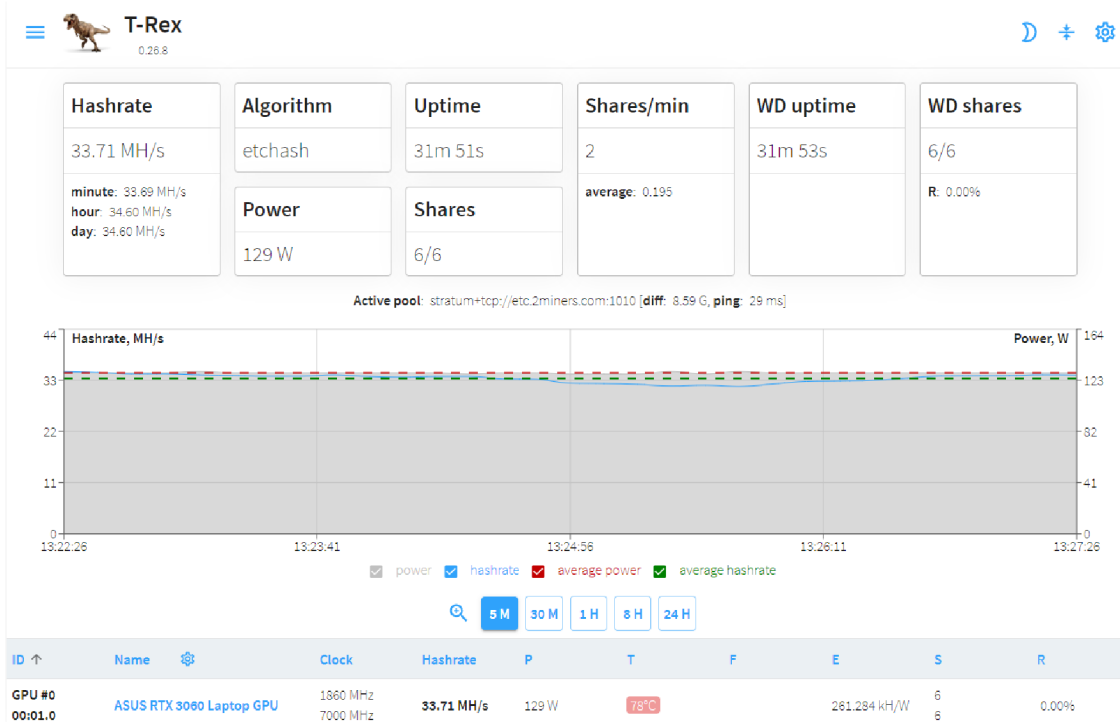 T-Rex
0.26.8
Hashrate
33.71 MH/s
minute: 33.69 MH/s
hour: 34.60 MH/s
day: 34.60 MH/s
Algorithm
etchash
Power
129 W
Uptime
31m 51s
Shares
6/6
Shares/min
2
average: 0.195
WD uptime
31m 53s
WD shares
6/6
R: 0.00%
Active pool: stratum+tcp://etc.2miners.com:1010 [diff: 8.59 G, ping: 29 ms]
Hashrate, MH/s Power, W
44 164
33 123
22 82
11 41
0 0
13:22:26 13:23:41 13:24:56 13:26:11 13:27:26
power hashrate average power average hashrate
5 M 30 M 1 H 8 H 24 H
ID Name Clock Hashrate P T F E S R
GPU #0 1860 MHz 6
ASUS RTX 3060 Laptop GPU 33.71 MH/s 129 W 78°C 261.284 kH/W 0.00%
00:01.0 7000 MHz 6